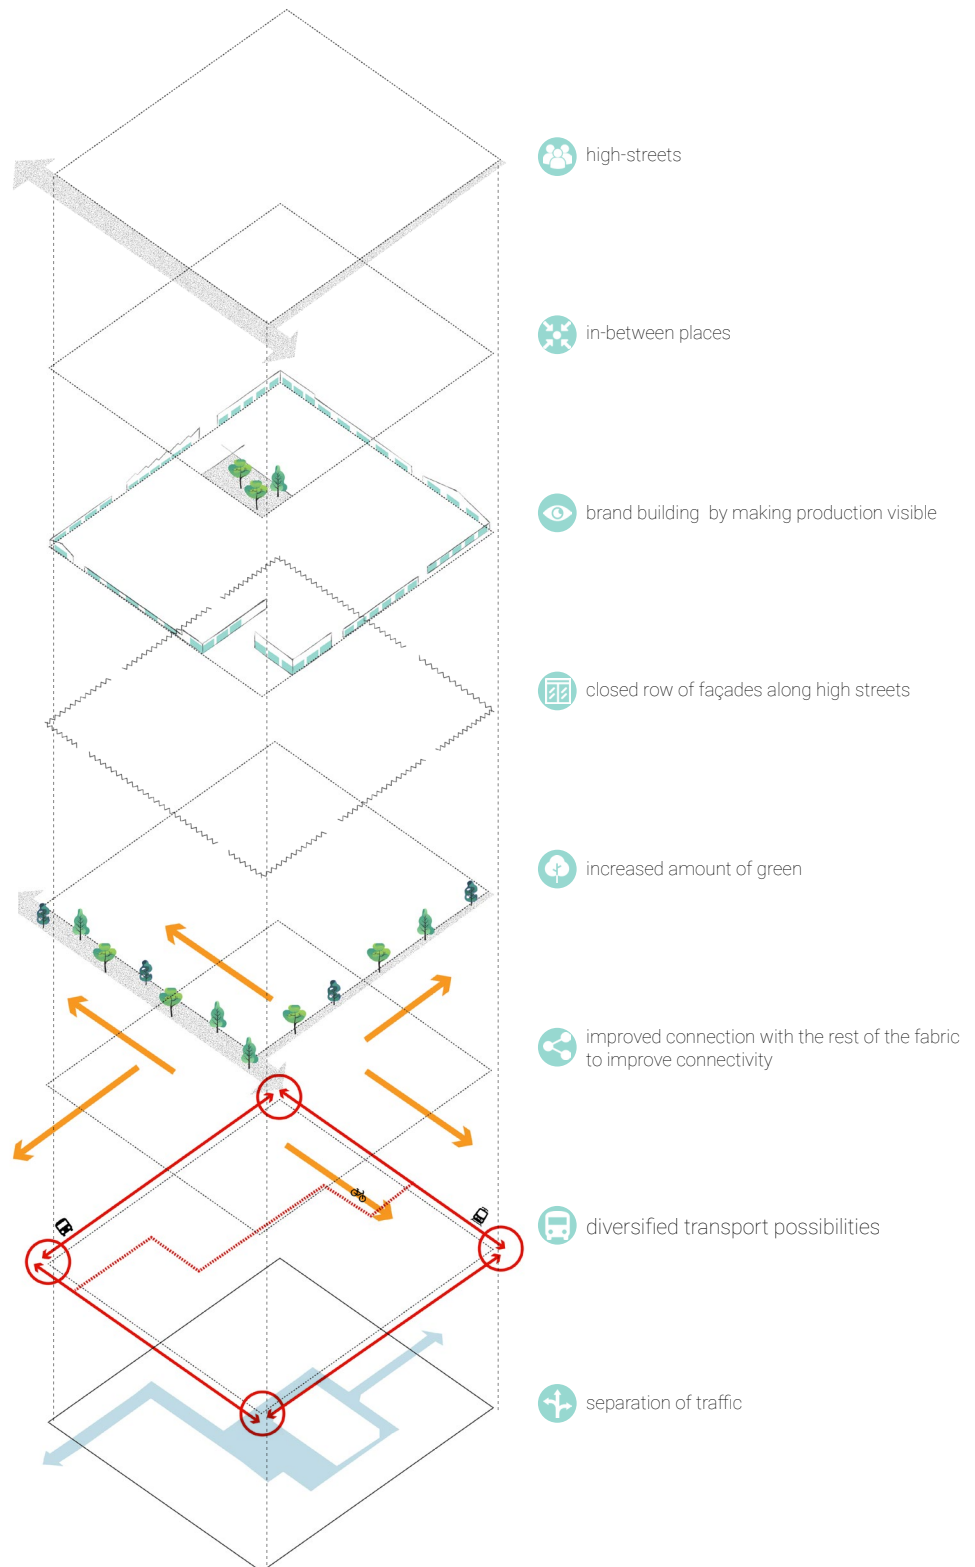 high-streets
in-between places
brand building  by making production visible
closed row of façades along high streets
increased amount of green
improved connection with the rest of the fabric
to improve connectivity
diversified transport possibilities
separation of traffic